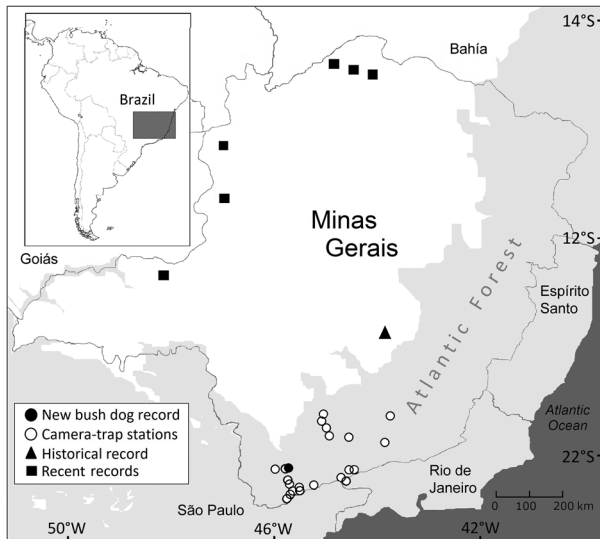 14°S
Bahía
Brazil
Minas
Gerais
12°S
Goiás
Atlantic Forest
Espírito
Santo
New bush dog record
Camera-trap stations
Historical record
Recent records
Atlantic
Ocean
22°S
Rio de
Janeiro
São Paulo
0 100 200 km
50°W
46°W
42°W